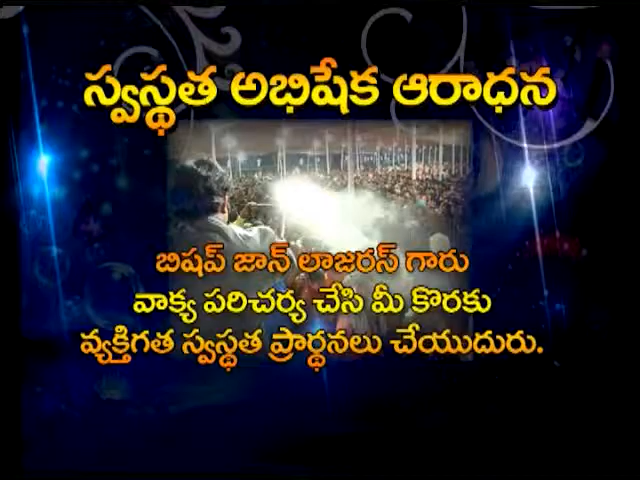 స్వస్థత అభిషేక ఆరాధన
బిషప్ జాన్ లాజరస్ గారు
వాక్య పరిచర్య చేసి మీ కొరకు
వ్యక్తిగత స్వస్థత ప్రార్థనలు చేయుదురు.